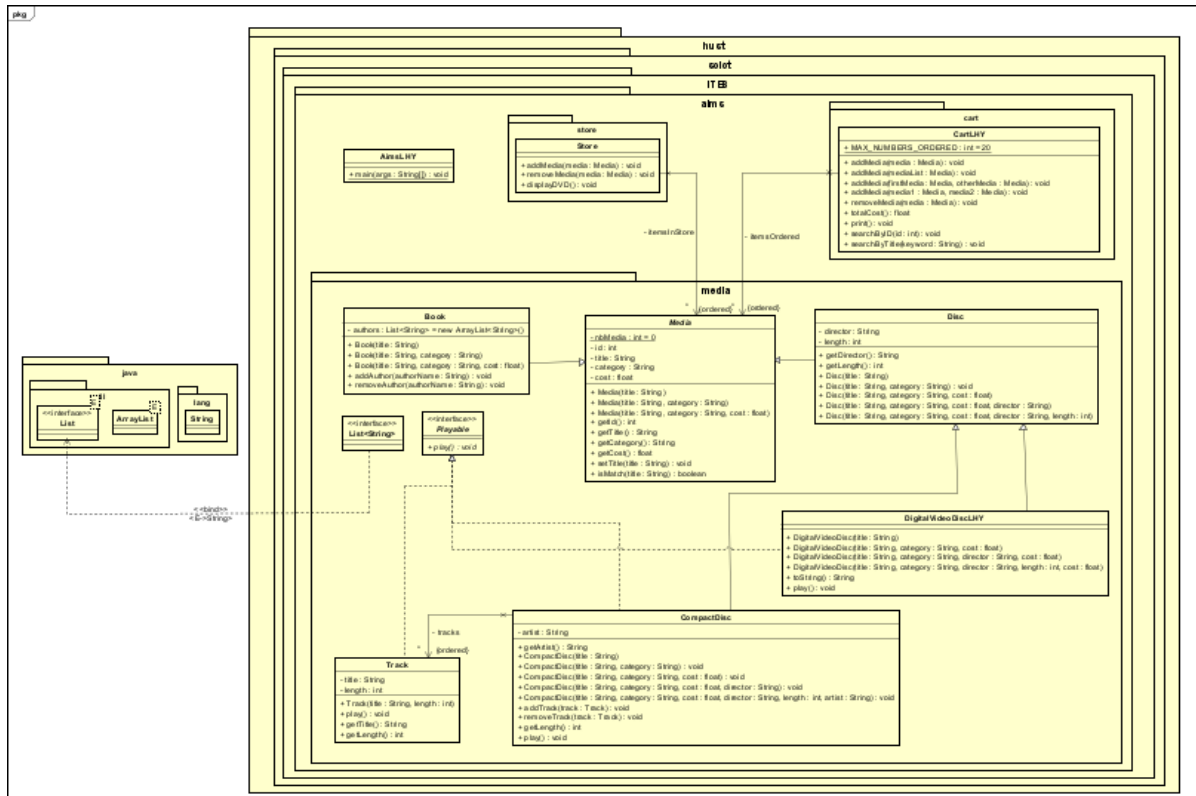 pkg
hust
soict
ITEB
aims
store
Store
+ addMedia(media : Media) : void
+ removeMedia(media : Media) : void
+ displayDVD() : void
AimsLHY
+ main(args : String[]) : void
cart
CartLHY
+ MAX_NUMBERS_ORDERED : int = 20
+ addMedia(media : Media) : void
+ addMedia(mediaList : Media) : void
+ addMedia(firstMedia : Media, otherMedia : Media) : void
+ addMedia(media1 : Media, media2 : Media) : void
+ removeMedia(media : Media) : void
+ totalCost() : float
+ print() : void
+ searchByID(id : int) : void
+ searchByTitle(keyword : String) : void
- itemsInStore
- itemsOrdered
* {ordered}
* {ordered}
media
Book
- authors : List<String> = new ArrayList<String>()
+ Book(title : String)
+ Book(title : String, category : String)
+ Book(title : String, category : String, cost : float)
+ addAuthor(authorName : String) : void
+ removeAuthor(authorName : String) : void
Media
- nbMedia : int = 0
- id : int
- title : String
- category : String
- cost : float
+ Media(title : String)
+ Media(title : String, category : String)
+ Media(title : String, category : String, cost : float)
+ getId() : int
+ getTitle() : String
+ getCategory() : String
+ getCost() : float
+ setTitle(title : String) : void
+ isMatch(title : String) : boolean
Disc
- director : String
- length : int
+ getDirector() : String
+ getLength() : int
+ Disc(title : String)
+ Disc(title : String, category : String) : void
+ Disc(title : String, category : String, cost : float)
+ Disc(title : String, category : String, cost : float, director : String)
+ Disc(title : String, category : String, cost : float, director : String, length : int)
java
<<interface>>
List
E
ArrayList
E
lang
String
<<interface>>
List<String>
<<interface>>
Playable
+ play() : void
<<bind>>
<E->String>
DigitalVideoDiscLHY
+ DigitalVideoDisc(title : String)
+ DigitalVideoDisc(title : String, category : String, cost : float)
+ DigitalVideoDisc(title : String, category : String, director : String, cost : float)
+ DigitalVideoDisc(title : String, category : String, director : String, length : int, cost : float)
+ toString() : String
+ play() : void
- tracks
* {ordered}
Track
- title : String
- length : int
+ Track(title : String, length : int)
+ play() : void
+ getTitle() : String
+ getLength() : int
CompactDisc
- artist : String
+ getArtist() : String
+ CompactDisc(title : String)
+ CompactDisc(title : String, category : String) : void
+ CompactDisc(title : String, category : String, cost : float) : void
+ CompactDisc(title : String, category : String, cost : float, director : String) : void
+ CompactDisc(title : String, category : String, cost : float, director : String, length : int, artist : String) : void
+ addTrack(track : Track) : void
+ removeTrack(track : Track) : void
+ getLength() : int
+ play() : void